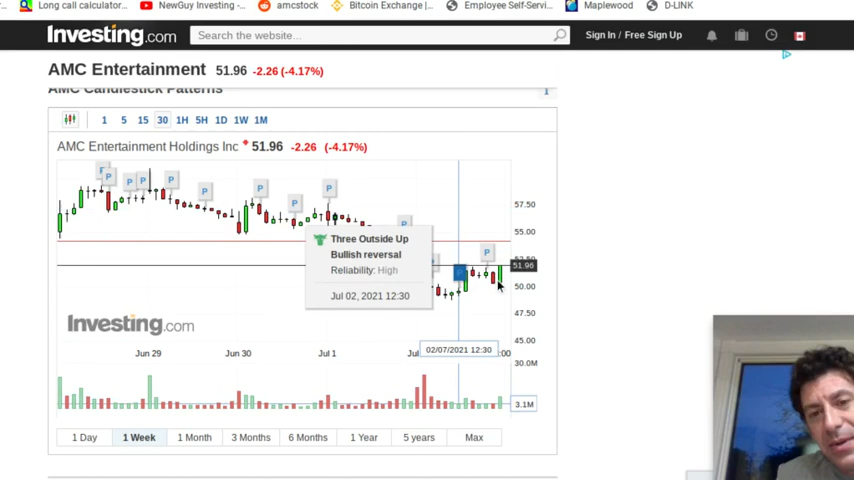 Long call calculator...
NewGuy Investing -...
amcstock
Bitcoin Exchange |...
Employee Self-Servi...
Maplewood
D-LINK
Investing.com
Search the website...
Sign In / Free Sign Up
AMC Entertainment 51.96 -2.26 (-4.17%)
AMC Candlestick Patterns
1 5 15 30 1H 5H 1D 1W 1M
AMC Entertainment Holdings Inc 51.96 -2.26 (-4.17%)
P P P P P P P P P P P P
57.50
55.00
52.50
51.96
50.00
47.50
45.00
Three Outside Up
Bullish reversal
Reliability: High
Jul 02, 2021 12:30
Investing.com
Jun 29 Jun 30 Jul 1 Jul 02/07/2021 12:30 :00
30.0M
3.1M
1 Day 1 Week 1 Month 3 Months 6 Months 1 Year 5 years Max